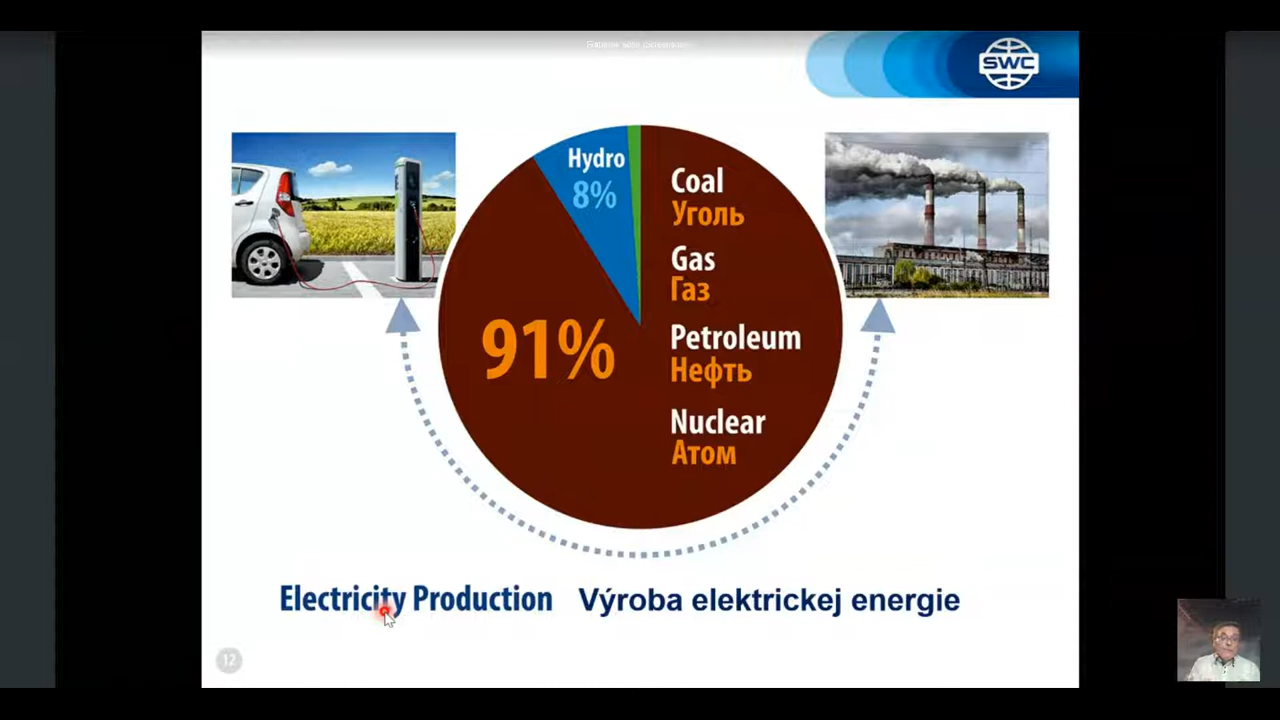 SWC
Hydro
8%
91%
Coal
Уголь
Gas
Газ
Petroleum
Нефть
Nuclear
Атом
Electricity Production Výroba elektrickej energie
12